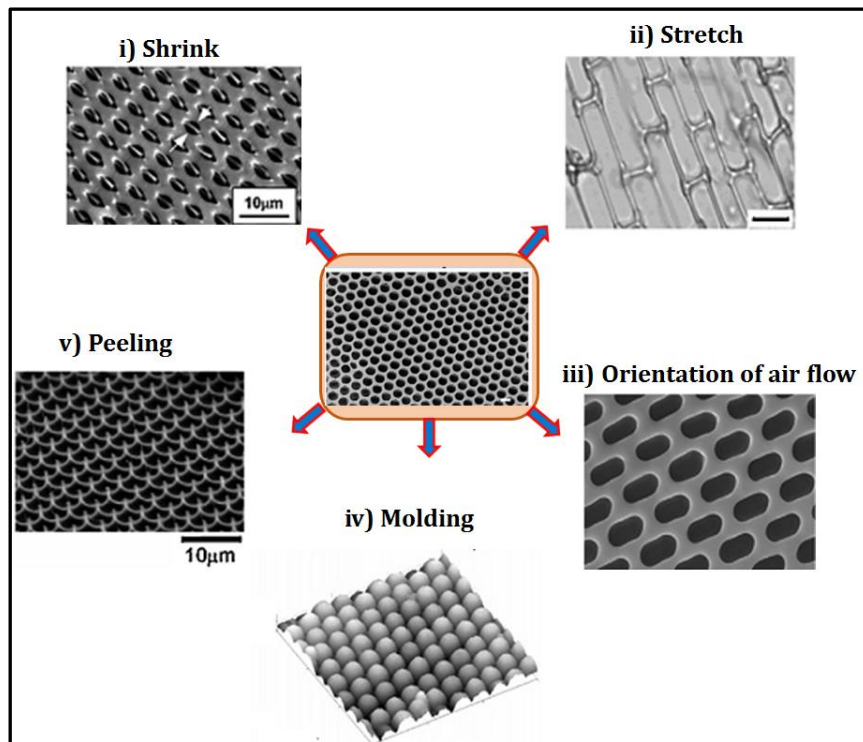 i) Shrink
10μm
ii) Stretch
v) Peeling
10μm
iii) Orientation of air flow
iv) Molding